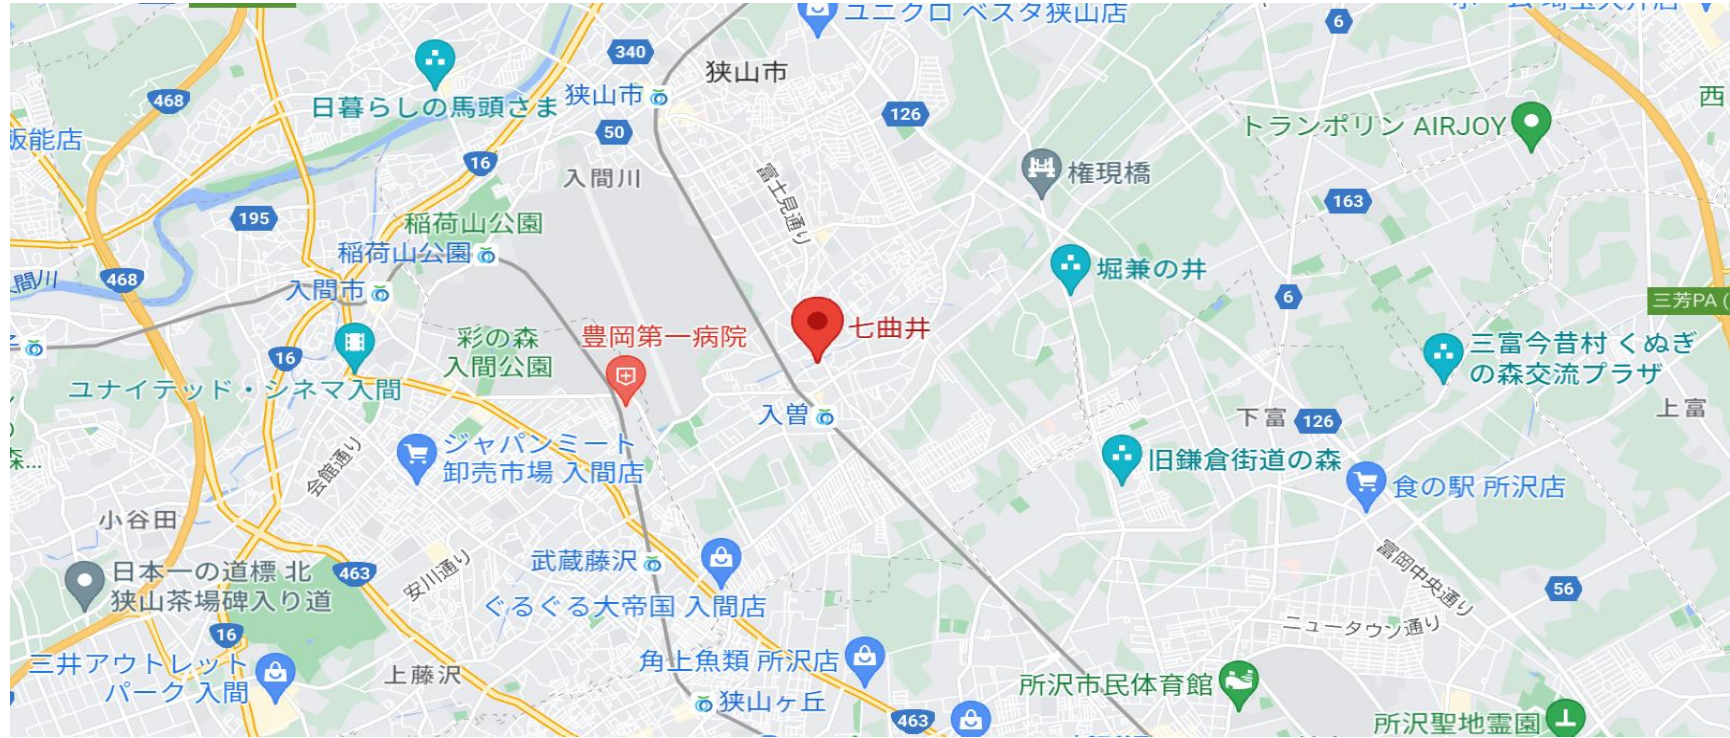 ユニクロ ベスタ狭山店
6
340
狭山市
狭山市
468
日暮らしの馬頭さま
126
西
トランポリン AIRJOY
飯能店
50
16
入間川
富士見通り
権現橋
163
195
稲荷山公園
稲荷山公園
堀兼の井
間川
468
入間市
6
三芳PA (
七曲井
豊岡第一病院
彩の森
入間公園
16
三富今昔村 くぬぎ
の森交流プラザ
ユナイテッド・シネマ入間
入曽
下富
126
上富
ジャパンミート
卸売市場 入間店
会館通り
森...
旧鎌倉街道の森
食の駅 所沢店
小谷田
武蔵藤沢
富岡中央通り
日本一の道標 北
狭山茶場碑入り道
463
安川通り
ぐるぐる大帝国 入間店
56
16
ニュータウン通り
三井アウトレット
パーク 入間
上藤沢
角上魚類 所沢店
所沢市民体育館
狭山ヶ丘
463
所沢聖地霊園